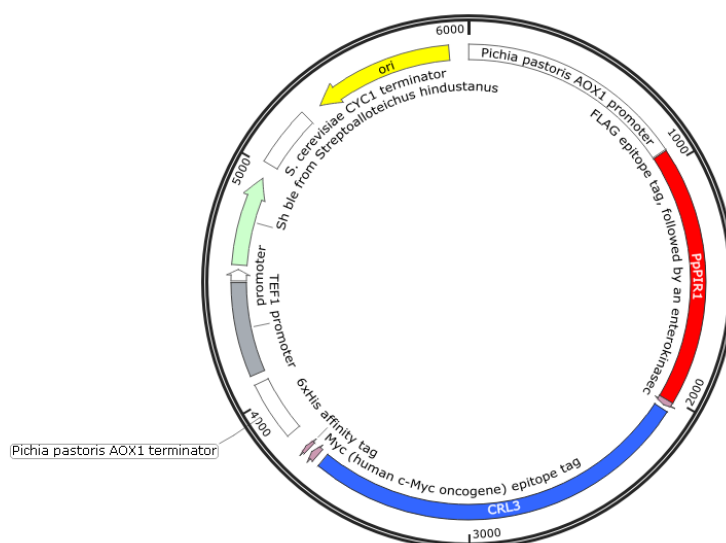 6000
Pichia pastoris AOX1 promoter
1000
FLAG epitope tag, followed by an enterokinasec
PpPIR1
2000
CRL3
3000
Myc (human c-Myc oncogene) epitope tag
6xHis affinity tag
4000
Pichia pastoris AOX1 terminator
TEF1 promoter
promoter
Sh ble from Streptoalloteichus hindustanus
5000
S. cerevisiae CYC1 terminator
ori